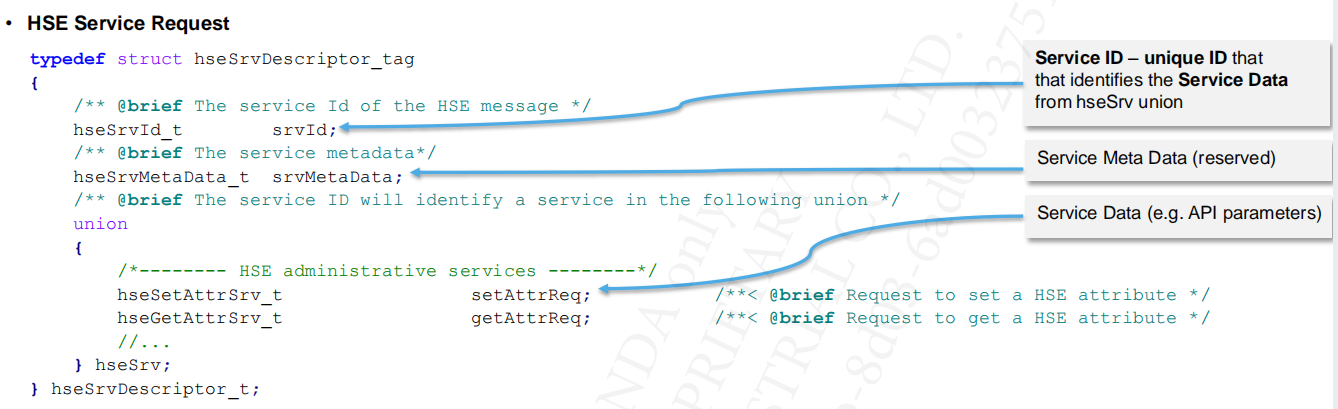 • HSE Service Request
typedef struct hseSrvDescriptor_tag
{
/** @brief The service Id of the HSE message */
hseSrvId_t srvId;
/** @brief The service metadata*/
hseSrvMetaData_t srvMetaData;
/** @brief The service ID will identify a service in the following union */
union
{
/*-------- HSE administrative services --------*/
hseSetAttrSrv_t setAttrReq; /**< @brief Request to set a HSE attribute */
hseGetAttrSrv_t getAttrReq; /**< @brief Request to get a HSE attribute */
//...
} hseSrv;
} hseSrvDescriptor_t;
Service ID – unique ID that
that identifies the Service Data
from hseSrv union
Service Meta Data (reserved)
Service Data (e.g. API parameters)
NDA only